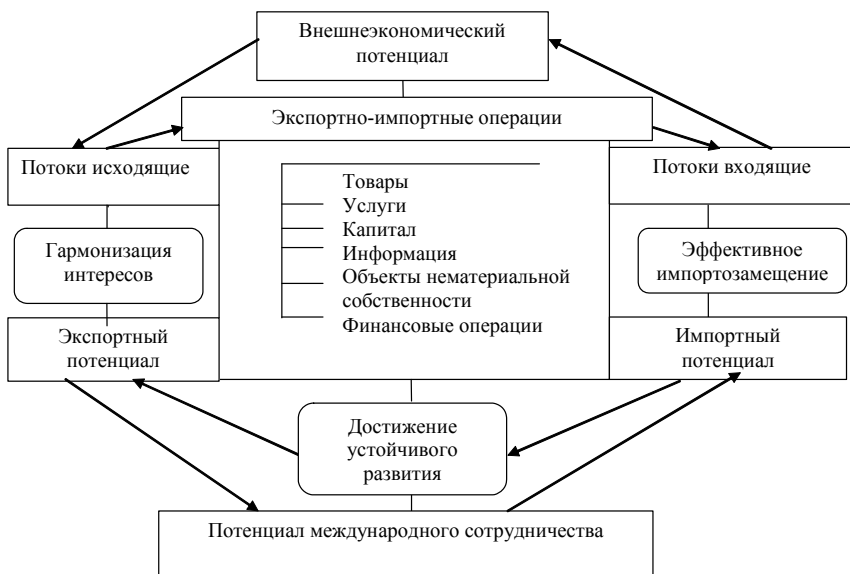 Внешнеэкономический
потенциал
Экспортно-импортные операции
Потоки исходящие
Потоки входящие
Товары
Услуги
Капитал
Информация
Объекты нематериальной
собственности
Финансовые операции
Гармонизация
интересов
Эффективное
импортозамещение
Экспортный
потенциал
Импортный
потенциал
Достижение
устойчивого
развития
Потенциал международного сотрудничества